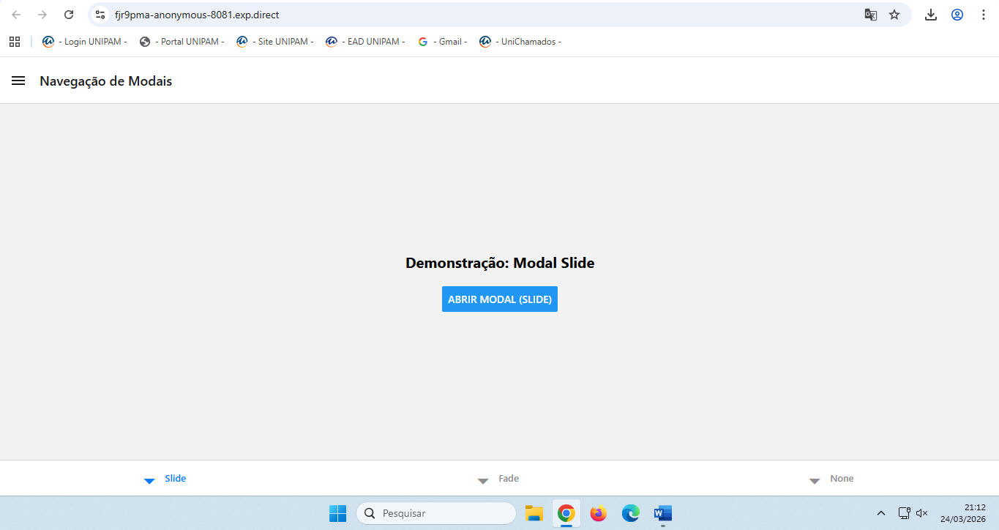 fjr9pma-anonymous-8081.exp.direct
- Login UNIPAM - - Portal UNIPAM - - Site UNIPAM - - EAD UNIPAM - - Gmail - - UniChamados -
Navegação de Modais
Demonstração: Modal Slide
ABRIR MODAL (SLIDE)
Slide Fade None
Pesquisar
21:12
24/03/2026